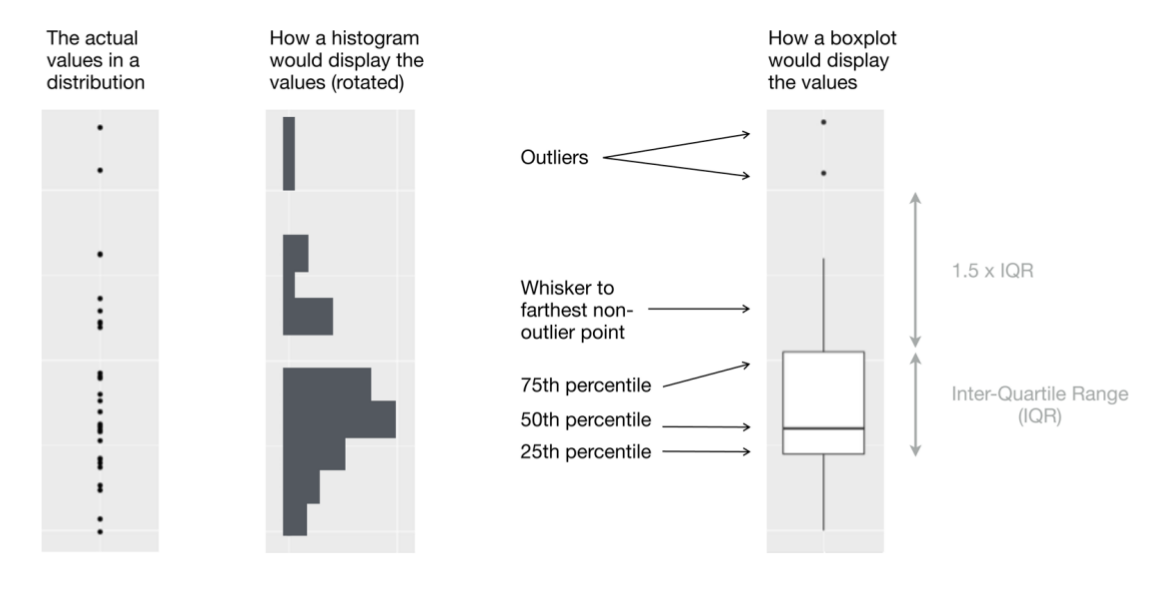 The actual
values in a
distribution
How a histogram
would display the
values (rotated)
How a boxplot
would display
the values
Outliers
1.5 x IQR
Whisker to
farthest non-
outlier point
75th percentile
Inter-Quartile Range
(IQR)
50th percentile
25th percentile